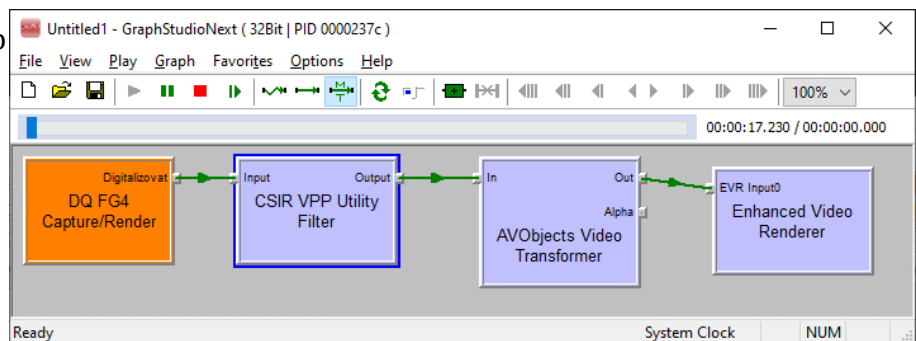 Untitled1 - GraphStudioNext ( 32Bit | PID 0000237c )
File View Play Graph Favorites Options Help
100%
00:00:17.230 / 00:00:00.000
Digitalizovat
DQ FG4
Capture/Render
Input Output
CSIR VPP Utility
Filter
In Out
Alpha
AVObjects Video
Transformer
EVR Input0
Enhanced Video
Renderer
Ready System Clock NUM